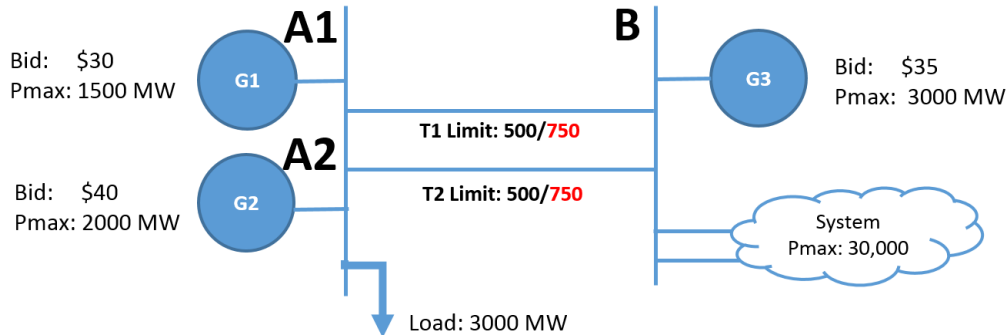 A1
B
Bid: $30
Pmax: 1500 MW
G1
G3
Bid: $35
Pmax: 3000 MW
T1 Limit: 500/750
A2
Bid: $40
Pmax: 2000 MW
G2
T2 Limit: 500/750
System
Pmax: 30,000
Load: 3000 MW